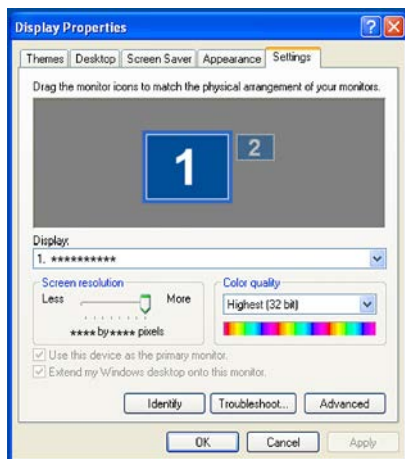 Display Properties
Themes Desktop Screen Saver Appearance Settings
Drag the monitor icons to match the physical arrangement of your monitors.
1 2
Display:
1. **********
Screen resolution
Less More
**** by **** pixels
Color quality
Highest (32 bit)
Use this device as the primary monitor.
Extend my Windows desktop onto this monitor.
Identify Troubleshoot... Advanced
OK Cancel Apply